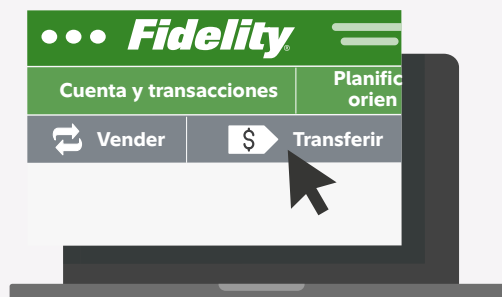 Fidelity
Cuenta y transacciones
Planific
orien
Vender
$
Transferir